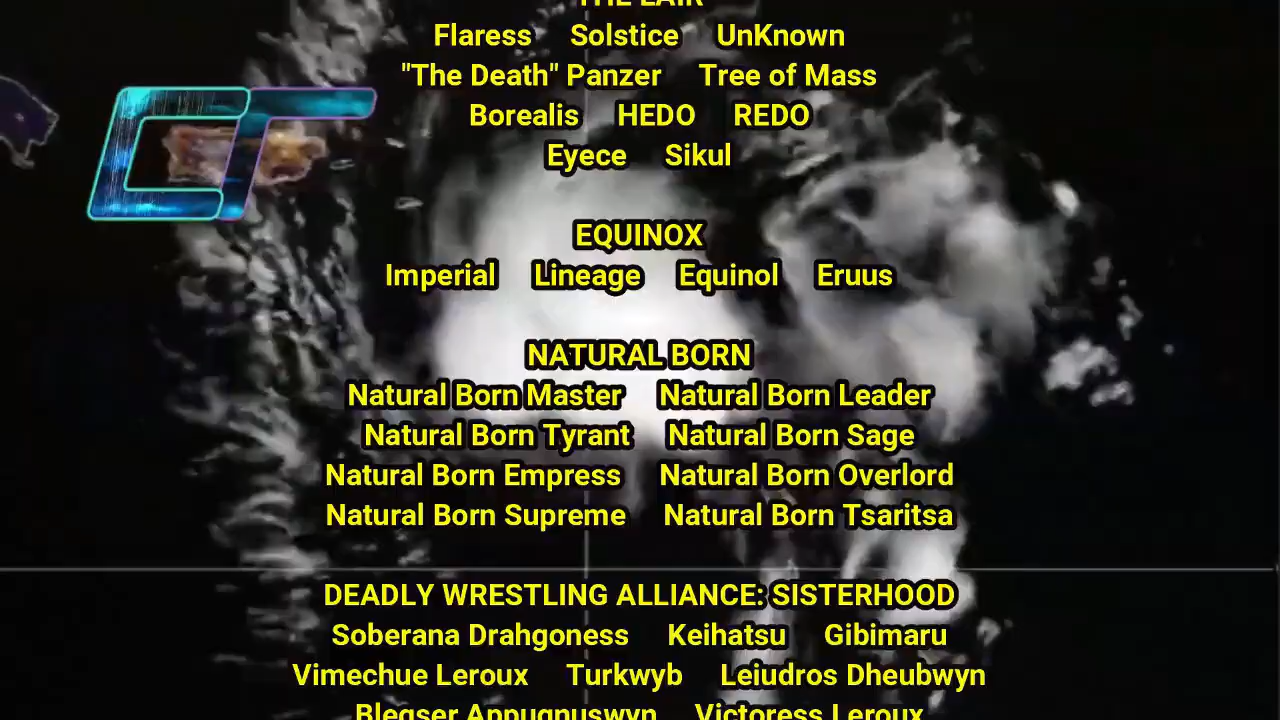 THE LAIR
Flaress Solstice UnKnown
"The Death" Panzer Tree of Mass
Borealis HEDO REDO
Eyece Sikul
CT
EQUINOX
Imperial Lineage Equinol Eruus
NATURAL BORN
Natural Born Master Natural Born Leader
Natural Born Tyrant Natural Born Sage
Natural Born Empress Natural Born Overlord
Natural Born Supreme Natural Born Tsaritsa
DEADLY WRESTLING ALLIANCE: SISTERHOOD
Soberana Drahgoness Keihatsu Gibimaru
Vimechue Leroux Turkwyb Leiudros Dheubwyn
Victoress Leroux